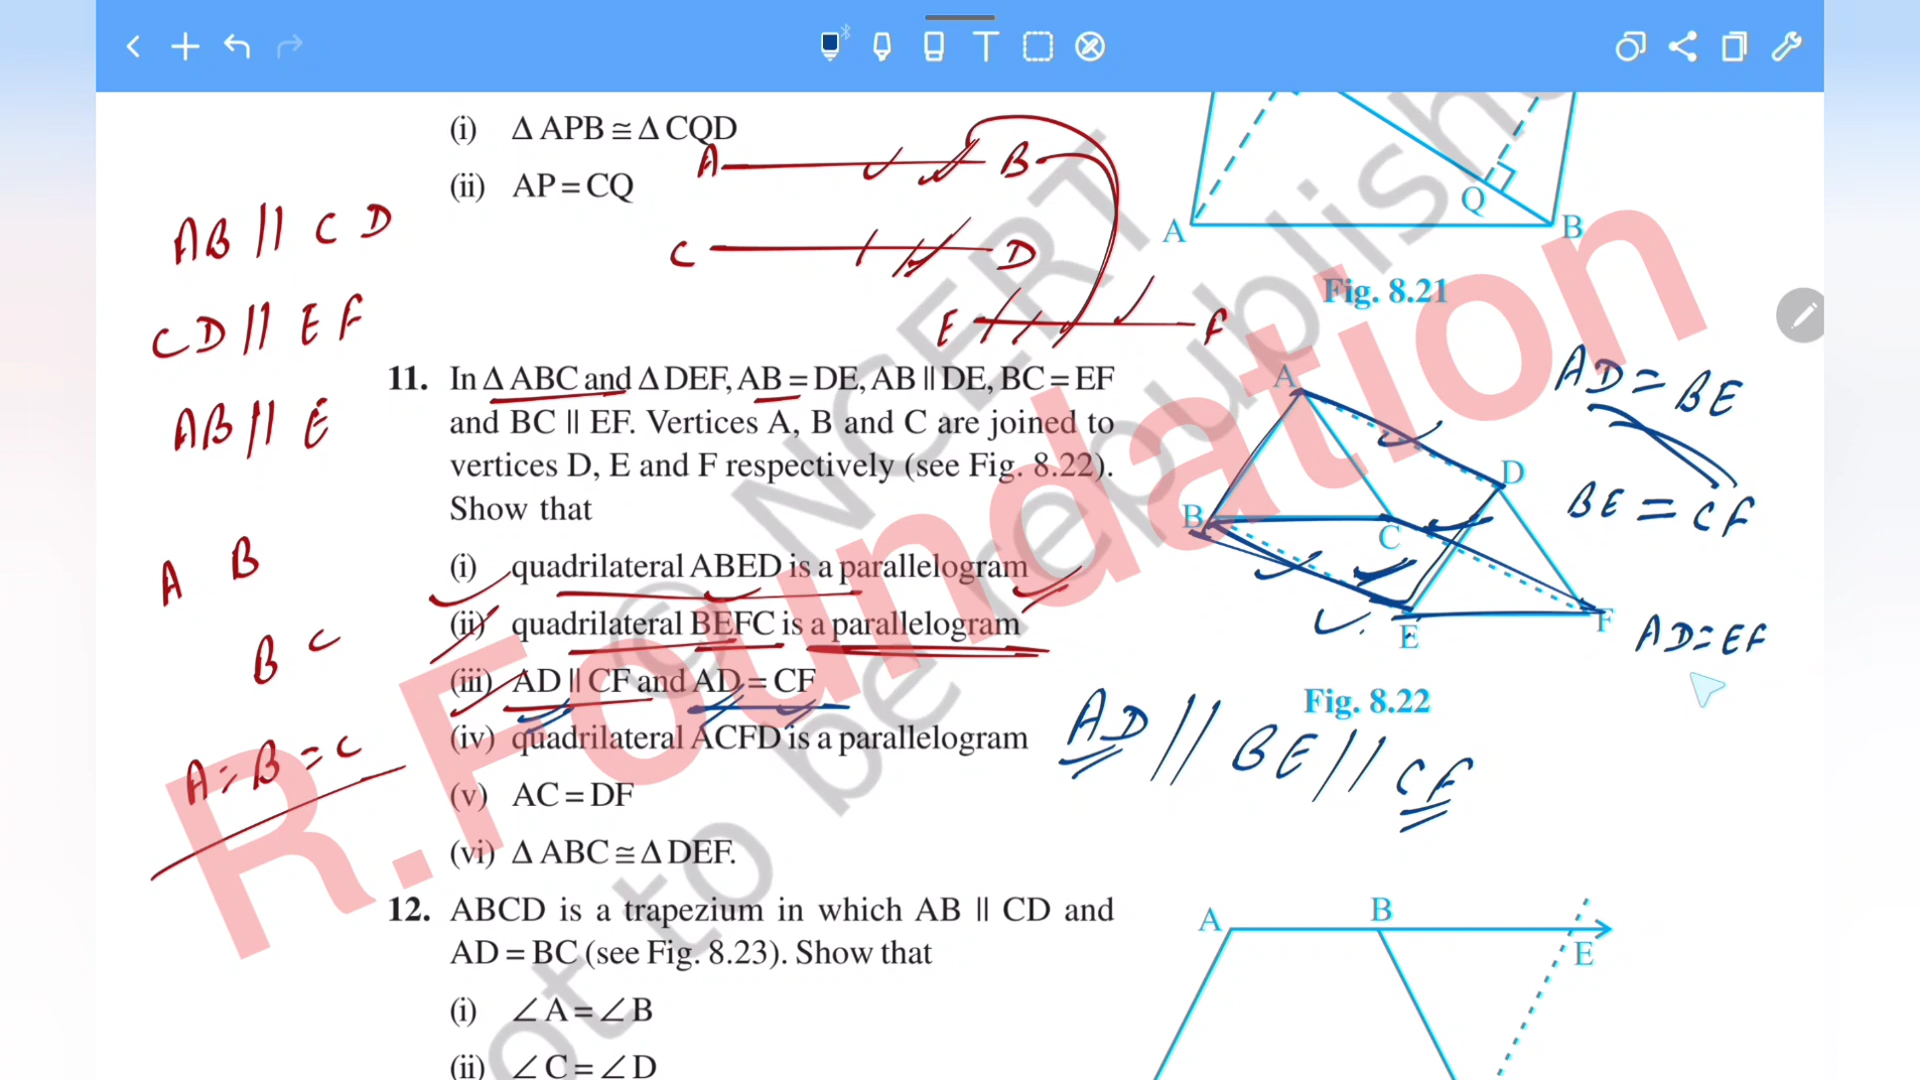 (i) Δ APB ≅ Δ CQD
A B
(ii) AP = CQ
C D
E F
AB || CD
CD || EF
AB || E
A B
B C
A = B = C
A Q B
Fig. 8.21
11. In Δ ABC and Δ DEF, AB = DE, AB || DE, BC = EF
and BC || EF. Vertices A, B and C are joined to
vertices D, E and F respectively (see Fig. 8.22).
Show that
(i) quadrilateral ABED is a parallelogram
(ii) quadrilateral BEFC is a parallelogram
(iii) AD || CF and AD = CF
(iv) quadrilateral ACFD is a parallelogram
(v) AC = DF
(vi) Δ ABC ≅ Δ DEF.
A
D
B
C
E
F
Fig. 8.22
AD = BE
BE = CF
AD = EF
AD // BE // CF
12. ABCD is a trapezium in which AB || CD and
AD = BC (see Fig. 8.23). Show that
(i) ∠ A = ∠ B
(ii) ∠ C = ∠ D
A B
E
R.Foundation
© NCERT
not to be republish